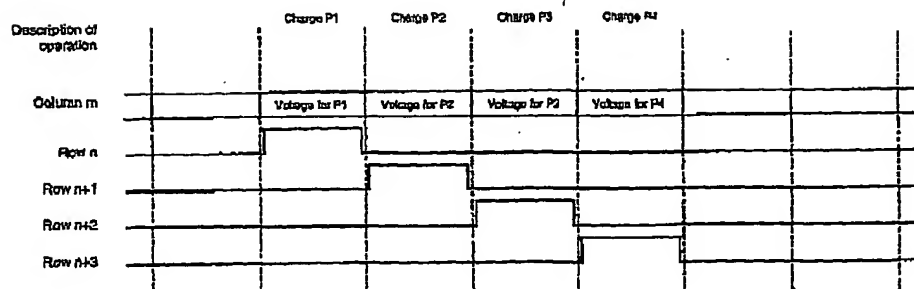 Charge P1 Charge P2 Charge P3 Charge P4
Description of
operation
Column m Voltage for P1 Voltage for P2 Voltage for P3 Voltage for P4
Row n
Row n+1
Row n+2
Row n+3